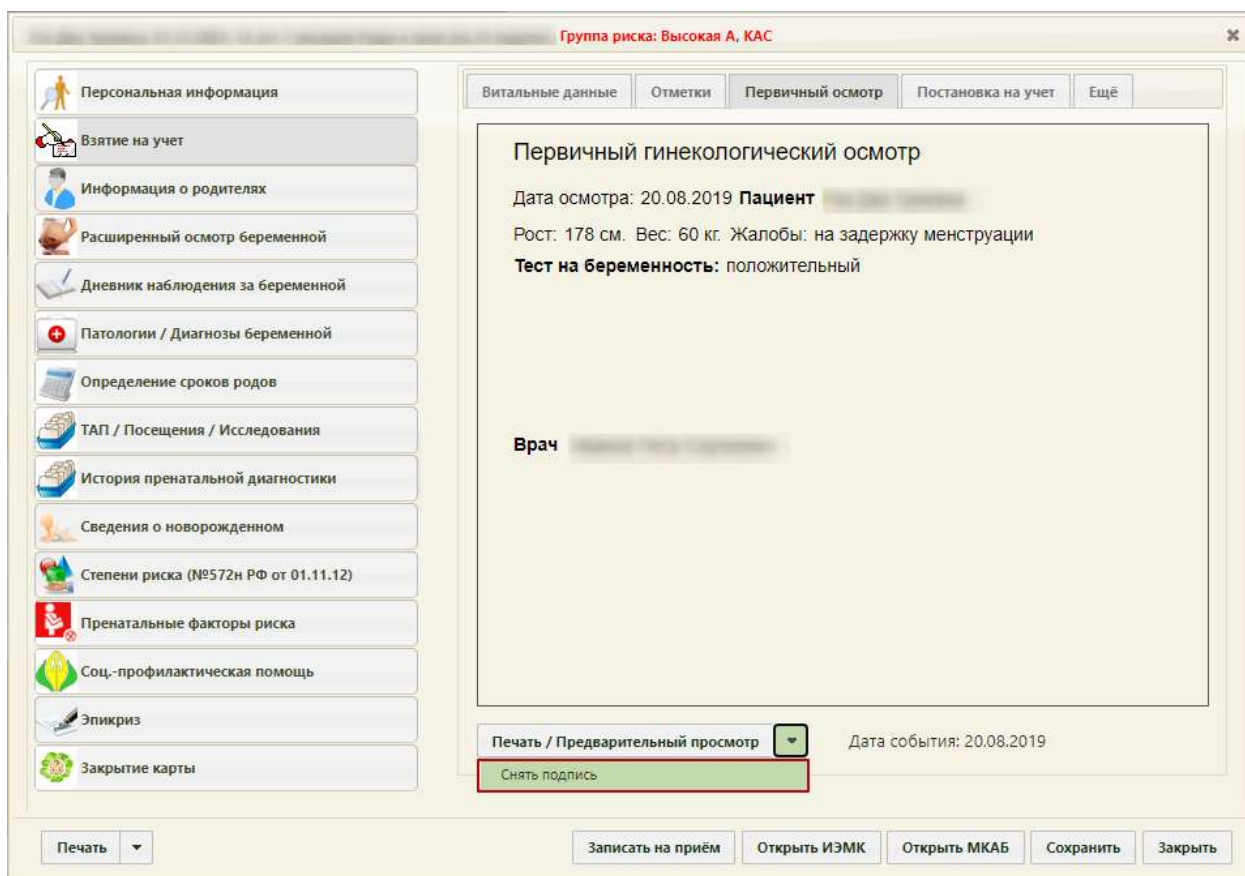 Группа риска: Высокая А, КАС
Персональная информация
Взятие на учет
Информация о родителях
Расширенный осмотр беременной
Дневник наблюдения за беременной
Патологии / Диагнозы беременной
Определение сроков родов
ТАП / Посещения / Исследования
История пренатальной диагностики
Сведения о новорожденном
Степени риска (№572н РФ от 01.11.12)
Пренатальные факторы риска
Соц.-профилактическая помощь
Эпикриз
Закрытие карты
Витальные данные Отметки Первичный осмотр Постановка на учет Ещё
Первичный гинекологический осмотр
Дата осмотра: 20.08.2019 Пациент
Рост: 178 см. Вес: 60 кг. Жалобы: на задержку менструации
Тест на беременность: положительный
Врач
Печать / Предварительный просмотр Дата события: 20.08.2019
Снять подпись
Печать Записать на приём Открыть ИЭМК Открыть МКАБ Сохранить Закрыть